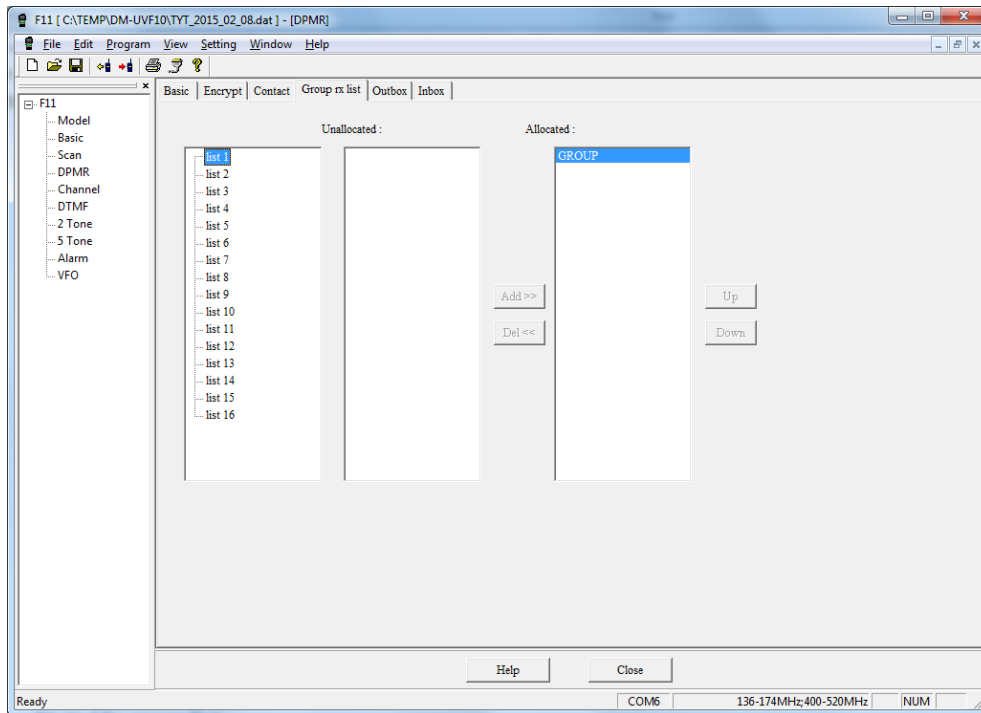 F11 [ C:\TEMP\DM-UVF10\TYT_2015_02_08.dat ] - [DPMR]
File Edit Program View Setting Window Help
F11
Model
Basic
Scan
DPMR
Channel
DTMF
2 Tone
5 Tone
Alarm
VFO
Basic Encrypt Contact Group rx list Outbox Inbox
Unallocated : Allocated :
list 1
list 2
list 3
list 4
list 5
list 6
list 7
list 8
list 9
list 10
list 11
list 12
list 13
list 14
list 15
list 16
GROUP
Add >> Up
Del << Down
Help Close
Ready COM6 136-174MHz;400-520MHz NUM